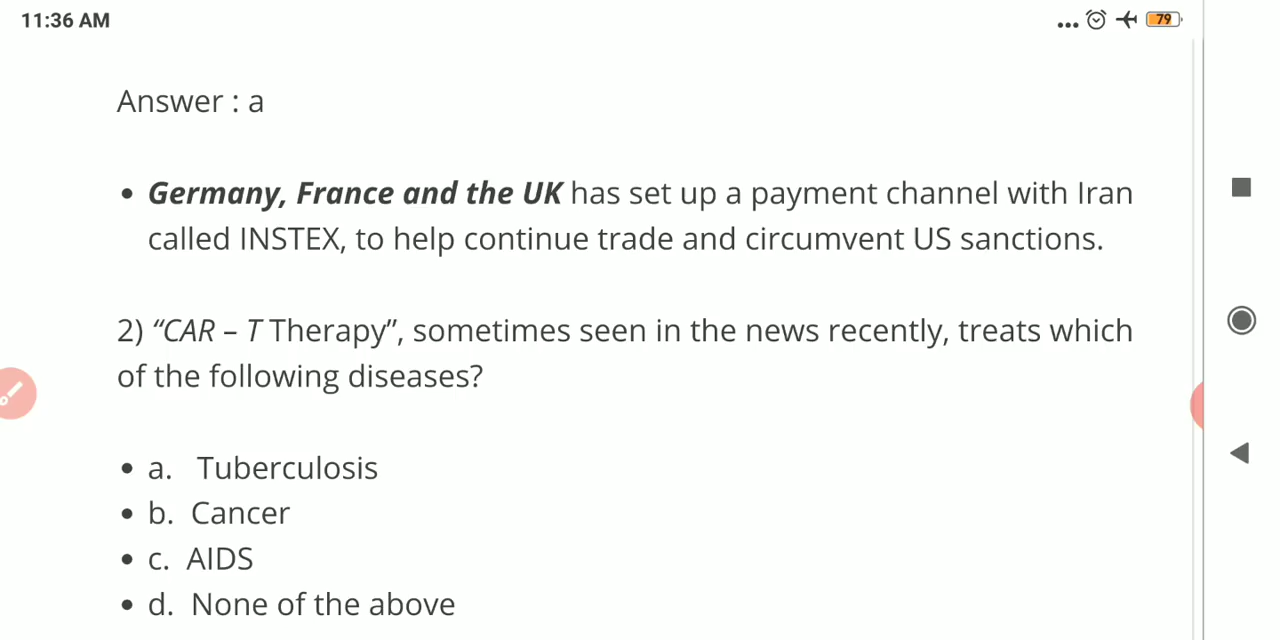 11:36 AM
79
Answer : a
• Germany, France and the UK has set up a payment channel with Iran
called INSTEX, to help continue trade and circumvent US sanctions.
2) “CAR – T Therapy”, sometimes seen in the news recently, treats which
of the following diseases?
• a. Tuberculosis
• b. Cancer
• c. AIDS
• d. None of the above